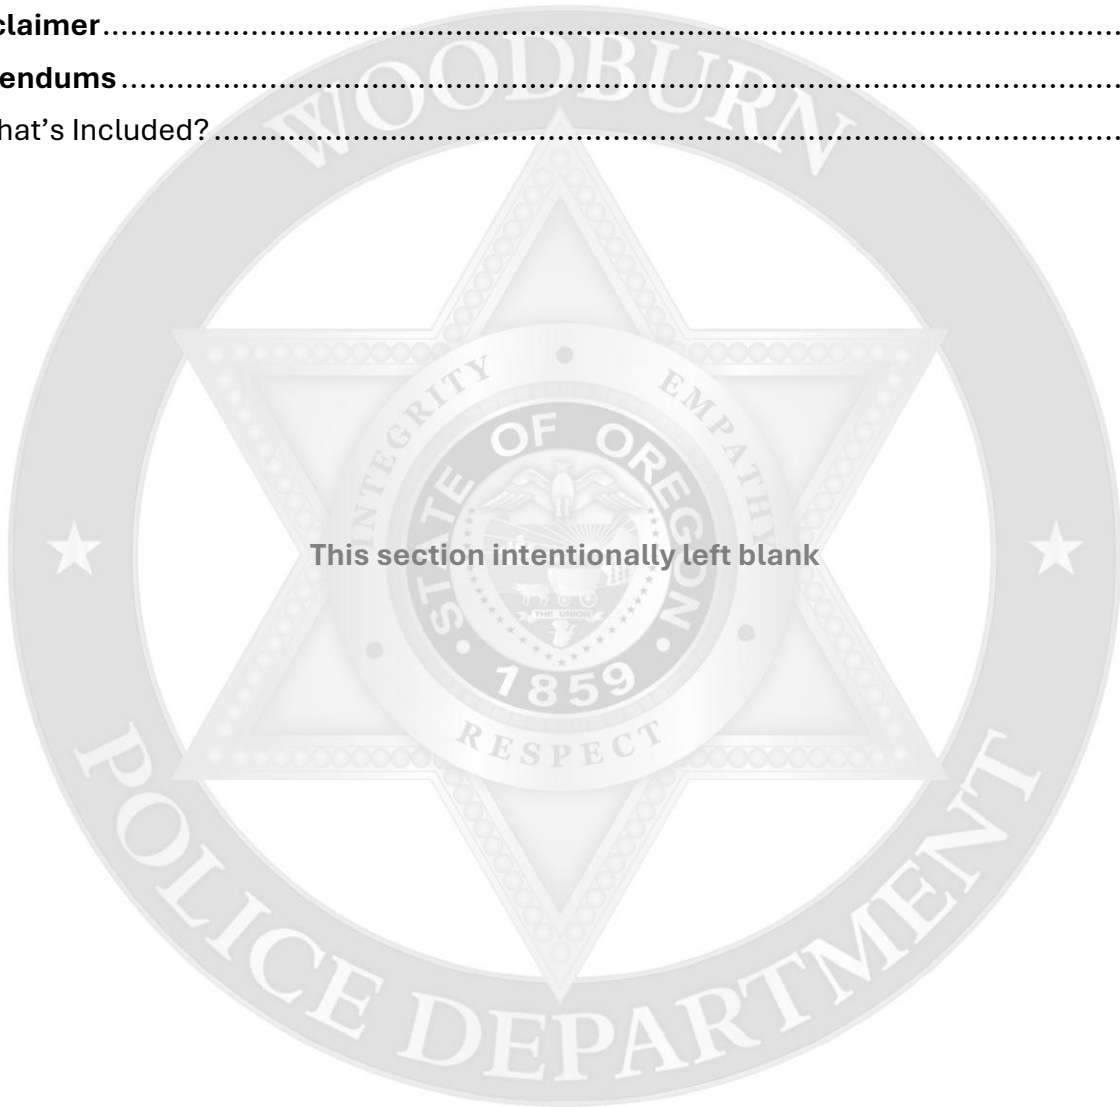 claimer........................................................................................................................
endums........................................................................................................................
hat’s Included?........................................................................................................
WOODBURN
INTEGRITY
EMPATHY
STATE OF OREGON
This section intentionally left blank
THE UNION
1859
RESPECT
POLICE DEPARTMENT